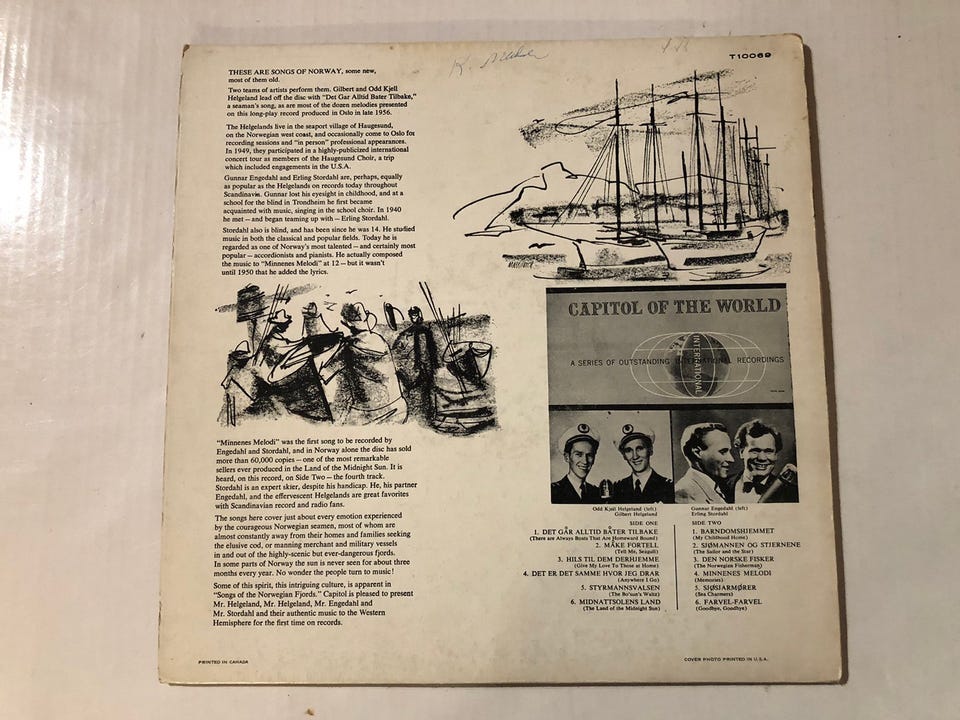 K.
T10069
THESE ARE SONGS OF NORWAY, some new,
most of them old.
Two teams of artists perform them. Gilbert and Odd Kjell
Helgeland lead off the disc with "Det Gar Alltid Bater Tilbake,"
a seaman's song, as are most of the dozen melodies presented
on this long-play record produced in Oslo in late 1956.
The Helgelands live in the seaport village of Haugesund,
on the Norwegian west coast, and occasionally come to Oslo for
recording sessions and "in person" professional appearances.
In 1949, they participated in a highly-publicized international
concert tour as members of the Haugesund Choir, a trip
which included engagements in the U.S.A.
Gunnar Engedahl and Erling Stordahl are, perhaps, equally
as popular as the Helgelands on records today throughout
Scandinavia. Gunnar lost his eyesight in childhood, and at a
school for the blind in Trondheim he first became
acquainted with music, singing in the school choir. In 1940
he met — and began teaming up with — Erling Stordahl.
Stordahl also is blind, and has been since he was 14. He studied
music in both the classical and popular fields. Today he is
regarded as one of Norway's most talented — and certainly most
popular — accordionists and pianists. He actually composed
the music to "Minnenes Melodi" at 12 — but it wasn't
until 1950 that he added the lyrics.
CAPITOL OF THE WORLD
A SERIES OF OUTSTANDING INTERNATIONAL RECORDINGS
INTERNATIONAL
"Minnenes Melodi" was the first song to be recorded by
Engedahl and Stordahl, and in Norway alone the disc has sold
more than 60,000 copies — one of the most remarkable
sellers ever produced in the Land of the Midnight Sun. It is
heard, on this record, on Side Two — the fourth track.
Stordahl is an expert skier, despite his handicap. He, his partner
Engedahl, and the effervescent Helgelands are great favorites
with Scandinavian record and radio fans.
The songs here cover just about every emotion experienced
by the courageous Norwegian seamen, most of whom are
almost constantly away from their homes and families seeking
the elusive cod, or manning merchant and military vessels
in and out of the highly-scenic but ever-dangerous fjords.
In some parts of Norway the sun is never seen for about three
months every year. No wonder the people turn to music!
Some of this spirit, this intriguing culture, is apparent in
"Songs of the Norwegian Fjords." Capitol is pleased to present
Mr. Helgeland, Mr. Helgeland, Mr. Engedahl and
Mr. Stordahl and their authentic music to the Western
Hemisphere for the first time on records.
Odd Kjell Helgeland (left)
Gilbert Helgeland
Gunnar Engedahl (left)
Erling Stordahl
SIDE ONE
1. DET GÅR ALLTID BÅTER TILBAKE
(There are Always Boats That Are Homeward Bound)
2. MÅKE FORTELL
(Tell Me, Seagull)
3. HILS TIL DEM DERHJEMME
(Give My Love To Those at Home)
4. DET ER DET SAMME HVOR JEG DRAR
(Anywhere I Go)
5. STYRMANNSVALSEN
(The Bo'sun's Waltz)
6. MIDNATTSOLENS LAND
(The Land of the Midnight Sun)
SIDE TWO
1. BARNDOMSHJEMMET
(My Childhood Home)
2. SJØMANNEN OG STJERNENE
(The Sailor and the Star)
3. DEN NORSKE FISKER
(The Norwegian Fisherman)
4. MINNENES MELODI
(Memories)
5. SJØSJARMØRER
(Sea Charmers)
6. FARVEL-FARVEL
(Goodbye, Goodbye)
PRINTED IN CANADA
COVER PHOTO PRINTED IN U.S.A.